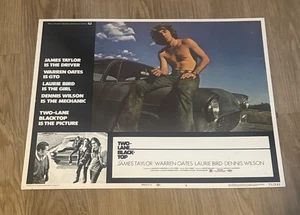 JAMES TAYLOR
IS THE DRIVER
WARREN OATES
IS GTO
LAURIE BIRD
IS THE GIRL
DENNIS WILSON
IS THE MECHANIC
TWO-LANE
BLACKTOP
IS THE PICTURE
TWO-
LANE
BLACK-
TOP
JAMES TAYLOR WARREN OATES LAURIE BIRD DENNIS WILSON